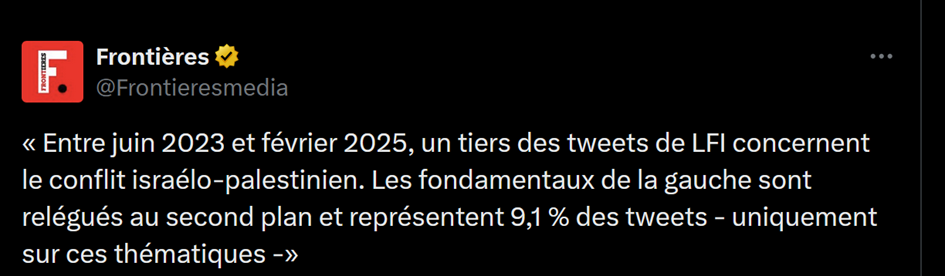 Frontières
@Frontieresmedia
« Entre juin 2023 et février 2025, un tiers des tweets de LFI concernent
le conflit israélo-palestinien. Les fondamentaux de la gauche sont
relégués au second plan et représentent 9,1 % des tweets - uniquement
sur ces thématiques -»
F.
FRONTIÈRES